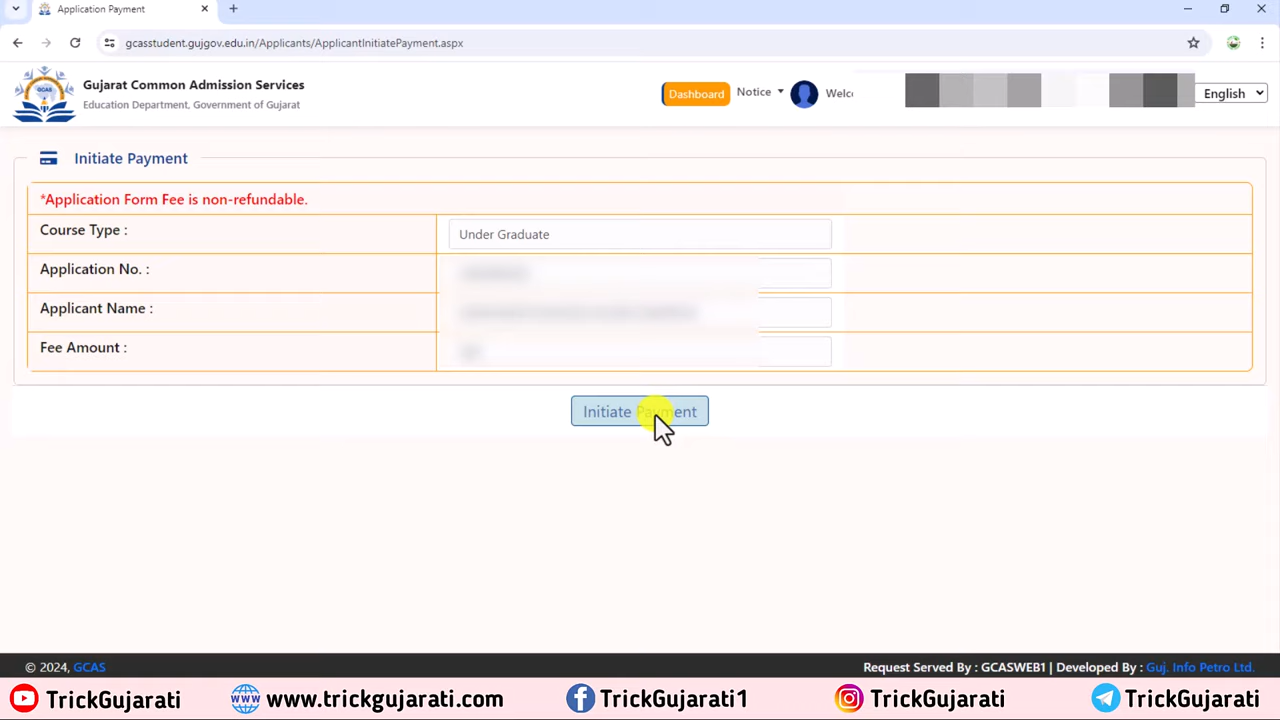 Application Payment
gcasstudent.gujgov.edu.in/Applicants/ApplicantInitiatePayment.aspx
GCAS
Gujarat Common Admission Services
Education Department, Government of Gujarat
Dashboard
Notice
English
Initiate Payment
*Application Form Fee is non-refundable.
Course Type :
Under Graduate
Application No. :
Applicant Name :
Fee Amount :
Initiate Payment
© 2024, GCAS
Request Served By : GCASWEB1 | Developed By : Guj. Info Petro Ltd.
TrickGujarati
www.trickgujarati.com
TrickGujarati1
TrickGujarati
TrickGujarati